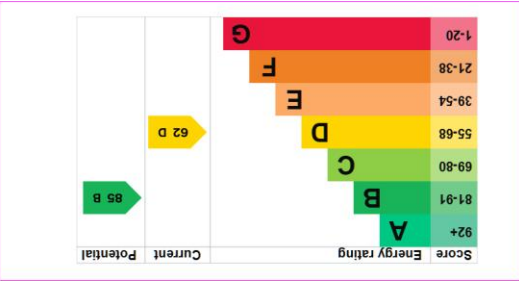 Score Energy rating Current Potential
92+ A
81-91 B 85 B
69-80 C
55-68 D 62 D
39-54 E
21-38 F
1-20 G